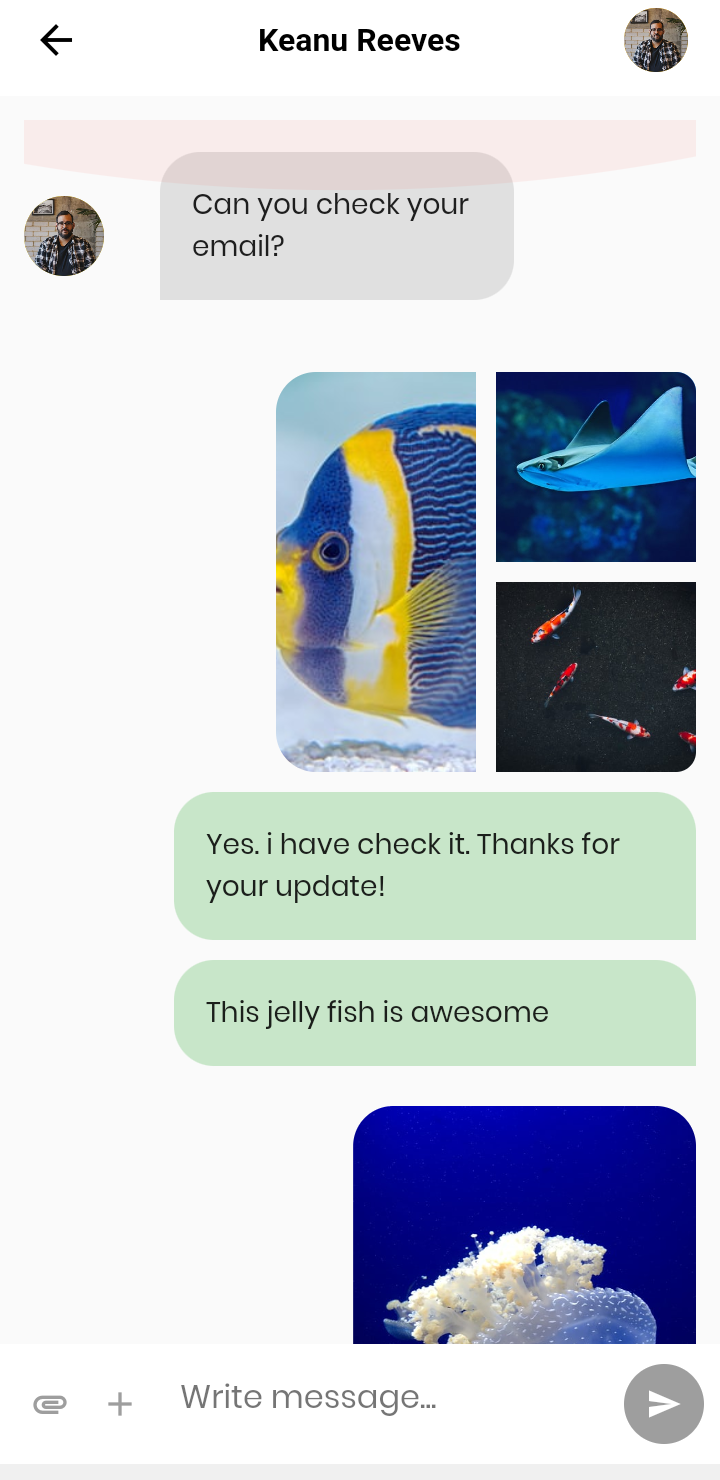 Keanu Reeves
Can you check your
email?
Yes. i have check it. Thanks for
your update!
This jelly fish is awesome
Write message...